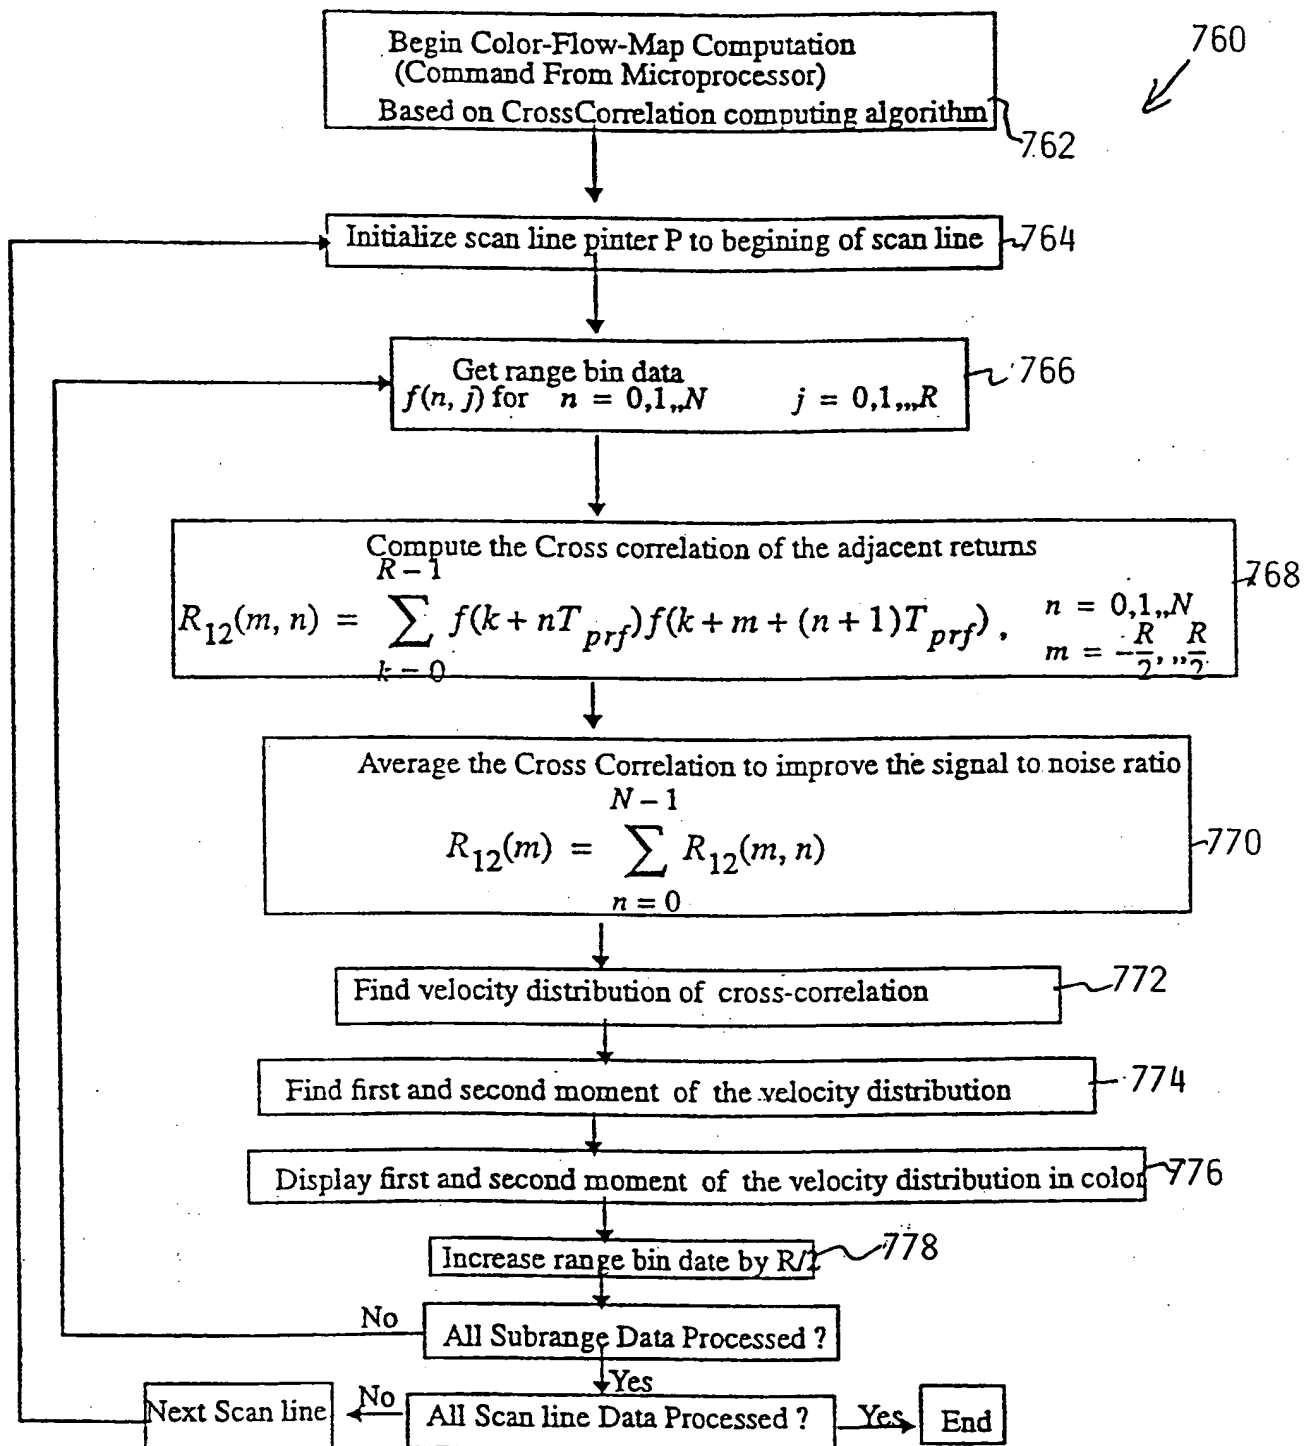 Begin Color-Flow-Map Computation
(Command From Microprocessor)
Based on CrossCorrelation computing algorithm
760
762
Initialize scan line pinter P to begining of scan line
764
Get range bin data
f(n, j) for n = 0,1,,N j = 0,1,,,R
766
Compute the Cross correlation of the adjacent returns
R₁₂(m, n) = ∑_{k=0}^{R-1} f(k + nT_{prf})f(k + m + (n + 1)T_{prf}) , n = 0,1,,N
m = -R/2, ,, R/2
768
Average the Cross Correlation to improve the signal to noise ratio
R₁₂(m) = ∑_{n=0}^{N-1} R₁₂(m, n)
770
Find velocity distribution of cross-correlation
772
Find first and second moment of the velocity distribution
774
Display first and second moment of the velocity distribution in color
776
Increase range bin date by R/2
778
All Subrange Data Processed ?
No
Yes
All Scan line Data Processed ?
No
Next Scan line
Yes
End